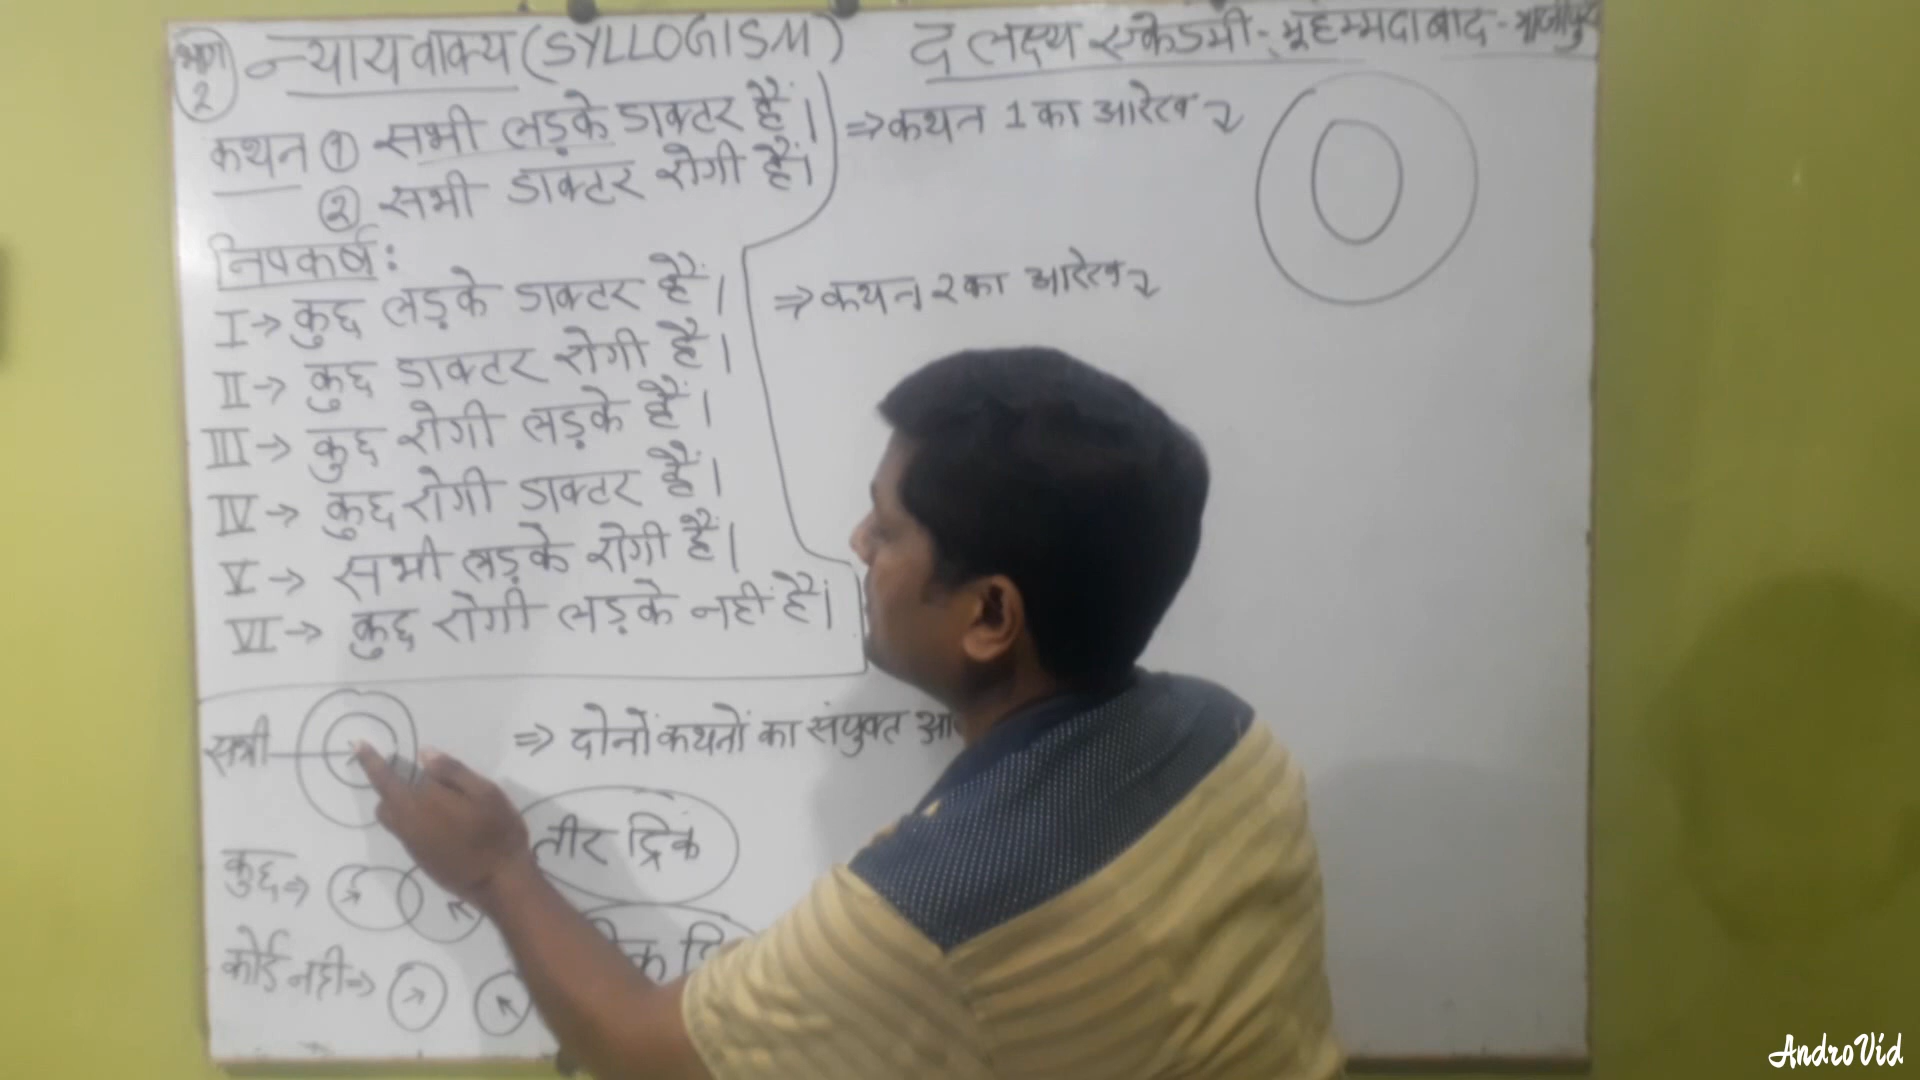 भाग 2
न्यायवाक्य (SYLLOGISM)
द लक्ष्य एकेडमी - मुहम्मदाबाद - गाजीपुर
कथन ① सभी लड़के डाक्टर हैं।
② सभी डाक्टर रोगी हैं।
⇒ कथन 1 का आरेख
निष्कर्ष:
I → कुछ लड़के डाक्टर हैं।
II → कुछ डाक्टर रोगी हैं।
III → कुछ रोगी लड़के हैं।
IV → कुछ रोगी डाक्टर हैं।
V → सभी लड़के रोगी हैं।
VI → कुछ रोगी लड़के नहीं हैं।
⇒ कथन 2 का आरेख
सभी
⇒ दोनों कथनों का संयुक्त
तीर ट्रिक
कुछ ⇒
कोई नहीं ⇒
AndroVid